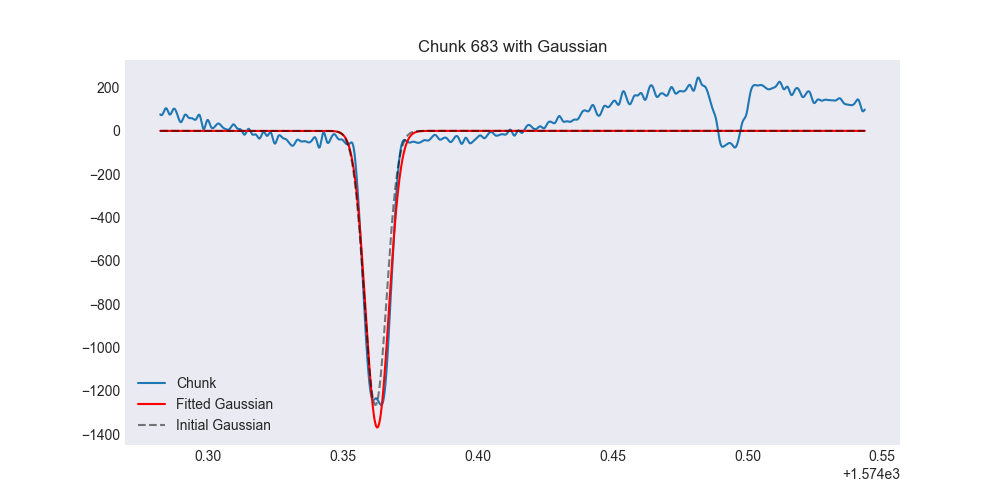 Chunk 683 with Gaussian
200
0
−200
−400
−600
−800
−1000
−1200
−1400
Chunk
Fitted Gaussian
Initial Gaussian
0.30 0.35 0.40 0.45 0.50 0.55
+1.574e3